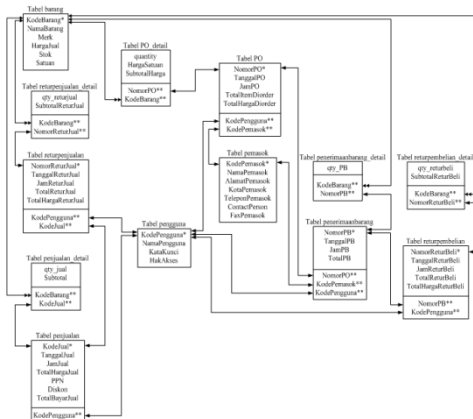 Tabel barang
KodeBarang*
NamaBarang
Merk
HargaJual
Stok
Satuan
Tabel PO_detail
quantity
HargaSatuan
SubtotalHarga
NomorPO**
KodeBarang**
Tabel PO
NomorPO*
TanggalPO
JamPO
TotalItemDiorder
TotalHargaDiorder
KodePengguna**
KodePemasok**
Tabel returpenjualan_detail
qty_returjual
SubtotalReturJual
KodeBarang**
NomorReturJual**
Tabel returpenjualan
NomorReturJual*
TanggalReturJual
JamReturJual
TotalReturJual
TotalHargaReturJual
KodePengguna**
KodeJual**
Tabel pemasok
KodePemasok*
NamaPemasok
AlamatPemasok
KotaPemasok
TeleponPemasok
ContactPerson
FaxPemasok
Tabel penerimaanbarang_detail
qty_PB
KodeBarang**
NomorPB**
Tabel returpembelian_detail
qty_returbeli
SubtotalReturBeli
KodeBarang**
NomorReturBeli**
Tabel pengguna
KodePengguna*
NamaPengguna
KataKunci
HakAkses
Tabel penerimaanbarang
NomorPB*
TanggalPB
JamPB
TotalPB
NomorPO**
KodePemasok**
KodePengguna**
Tabel returpembelian
NomorReturBeli*
TanggalReturBeli
JamReturBeli
TotalReturBeli
TotalHargaReturBeli
NomorPB**
KodePengguna**
Tabel penjualan_detail
qty_jual
Subtotal
KodeBarang**
KodeJual**
Tabel penjualan
KodeJual*
TanggalJual
JamJual
TotalHargaJual
PPN
Diskon
TotalBayarJual
KodePengguna**